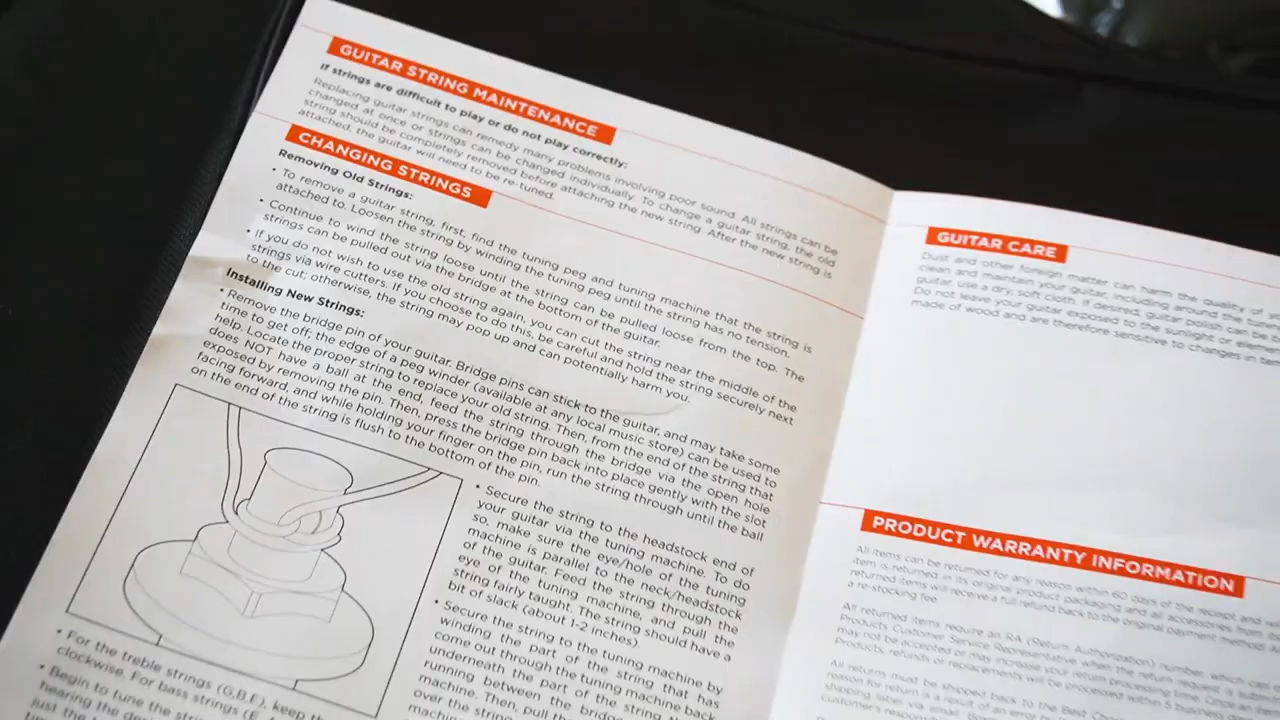 GUITAR STRING MAINTENANCE
If strings are difficult to play or do not play correctly:
Replacing guitar strings can remedy many problems involving poor sound. All strings can be
changed at once or strings can be changed individually. To change a guitar string, the old
string should be completely removed before attaching the new string. After the new string is
attached, the guitar will need to be re-tuned.
CHANGING STRINGS
Removing Old Strings:
• To remove a guitar string, first, find the tuning peg and tuning machine that the string is
attached to. Loosen the string by winding the tuning peg until the string has no tension.
• Continue to wind the string loose until the string can be pulled loose from the top. The
strings can be pulled out via the bridge at the bottom of the guitar.
• If you do not wish to use the old string again, you can cut the string near the middle of the
strings via wire cutters. If you choose to do this, be careful and hold the string securely next
to the cut; otherwise, the string may pop up and can potentially harm you.
Installing New Strings:
• Remove the bridge pin of your guitar. Bridge pins can stick to the guitar, and may take some
time to get off; the edge of a peg winder (available at any local music store) can be used to
help. Locate the proper string to replace your old string. Then, from the end of the string that
does NOT have a ball at the end, feed the string through the bridge via the open hole
exposed by removing the pin. Then, press the bridge pin back into place gently with the slot
facing forward, and while holding your finger on the pin, run the string through until the ball
on the end of the string is flush to the bottom of the pin.
• Secure the string to the headstock end of
your guitar via the tuning machine. To do
so, make sure the eye/hole of the tuning
machine is parallel to the neck/headstock
of the guitar. Feed the string through the
eye of the tuning machine, and pull the
string fairly taught. The string should have a
bit of slack (about 1-2 inches).
• Secure the string to the tuning machine by
winding the part of the string that has
come out through the tuning machine back
underneath the part of the string
running between the bridge
machine. Then, pull the
over the string
machine
• For the treble strings (G,B,E), keep
clockwise. For bass strings (E,
• Begin to tune the
hearing the
just the
GUITAR CARE
Dust and other foreign matter can harm the quality of
clean and maintain your guitar, including around the
guitar, use a dry, soft cloth. If desired, guitar polish can be
Do not leave your guitar exposed to the sunlight or
made of wood and are therefore sensitive to changes in
PRODUCT WARRANTY INFORMATION
All items can be returned for any reason within 60 days of the receipt and
item is returned in its original product packaging and all accessories from
returned items will receive a full refund back to the original payment method.
a re-stocking fee.
All returned items require an RA (Return Authorization) number, which can
Products Customer Service Representative when the return request is
may not be accepted or may increase your return processing time. Once an
Products, refunds or replacements will be processed within 5
All returns must be shipped back to the Best
reason for return is a result of an error by
shipping label via email.
customer's